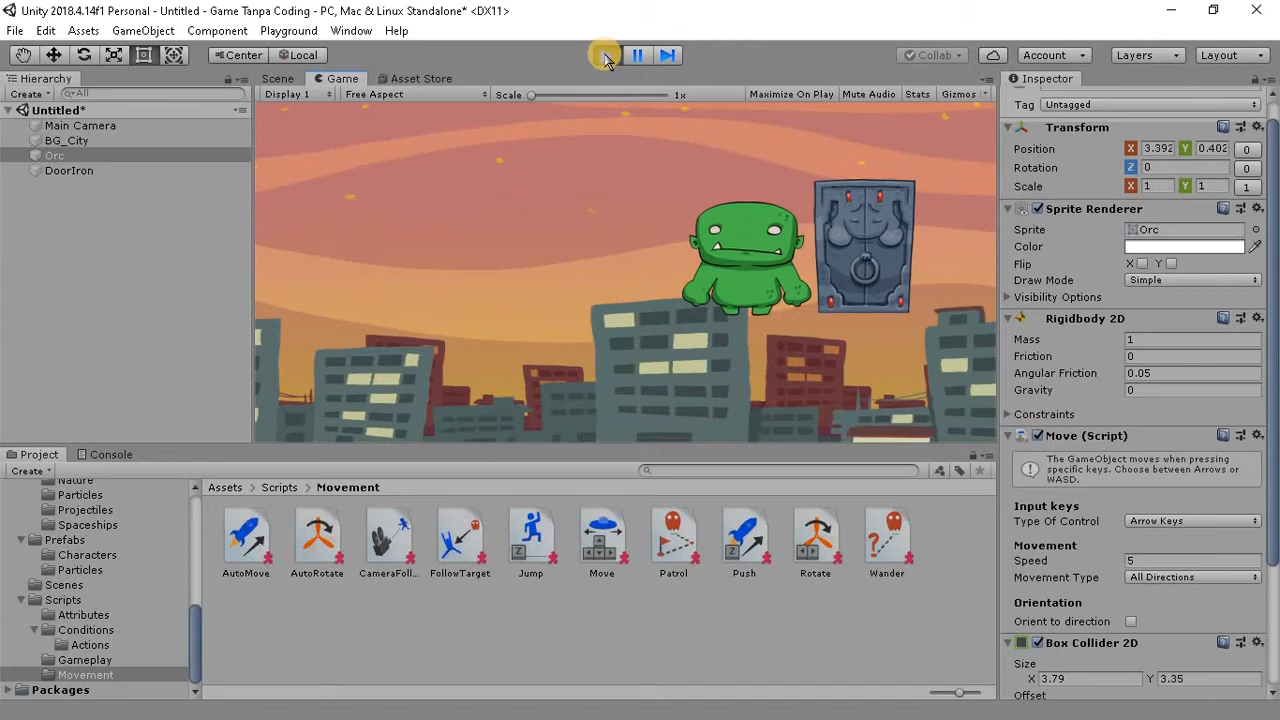 Unity 2018.4.14f1 Personal - Untitled - Game Tanpa Coding - PC, Mac & Linux Standalone* <DX11>
File Edit Assets GameObject Component Playground Window Help
Center Local Collab Account Layers Layout
Hierarchy Scene Game Asset Store Inspector
Create All Display 1 Free Aspect Scale 1x Maximize On Play Mute Audio Stats Gizmos Tag Untagged
Untitled*
Main Camera
BG_City
Orc
DoorIron
Transform
Position X 3.392 Y 0.402 0
Rotation Z 0 0
Scale X 1 Y 1 1
Sprite Renderer
Sprite Orc
Color
Flip X Y
Draw Mode Simple
Visibility Options
Rigidbody 2D
Mass 1
Friction 0
Angular Friction 0.05
Gravity 0
Constraints
Move (Script)
The GameObject moves when pressing
specific keys. Choose between Arrows or
WASD.
Input keys
Type Of Control Arrow Keys
Movement
Speed 5
Movement Type All Directions
Orientation
Orient to direction
Box Collider 2D
Size
X 3.79 Y 3.35
Offset
Project Console
Create
Nature
Particles
Projectiles
Spaceships
Prefabs
Characters
Particles
Scenes
Scripts
Attributes
Conditions
Actions
Gameplay
Movement
Packages
Assets Scripts Movement
Z Z
AutoMove AutoRotate CameraFoll... FollowTarget Jump Move Patrol Push Rotate Wander